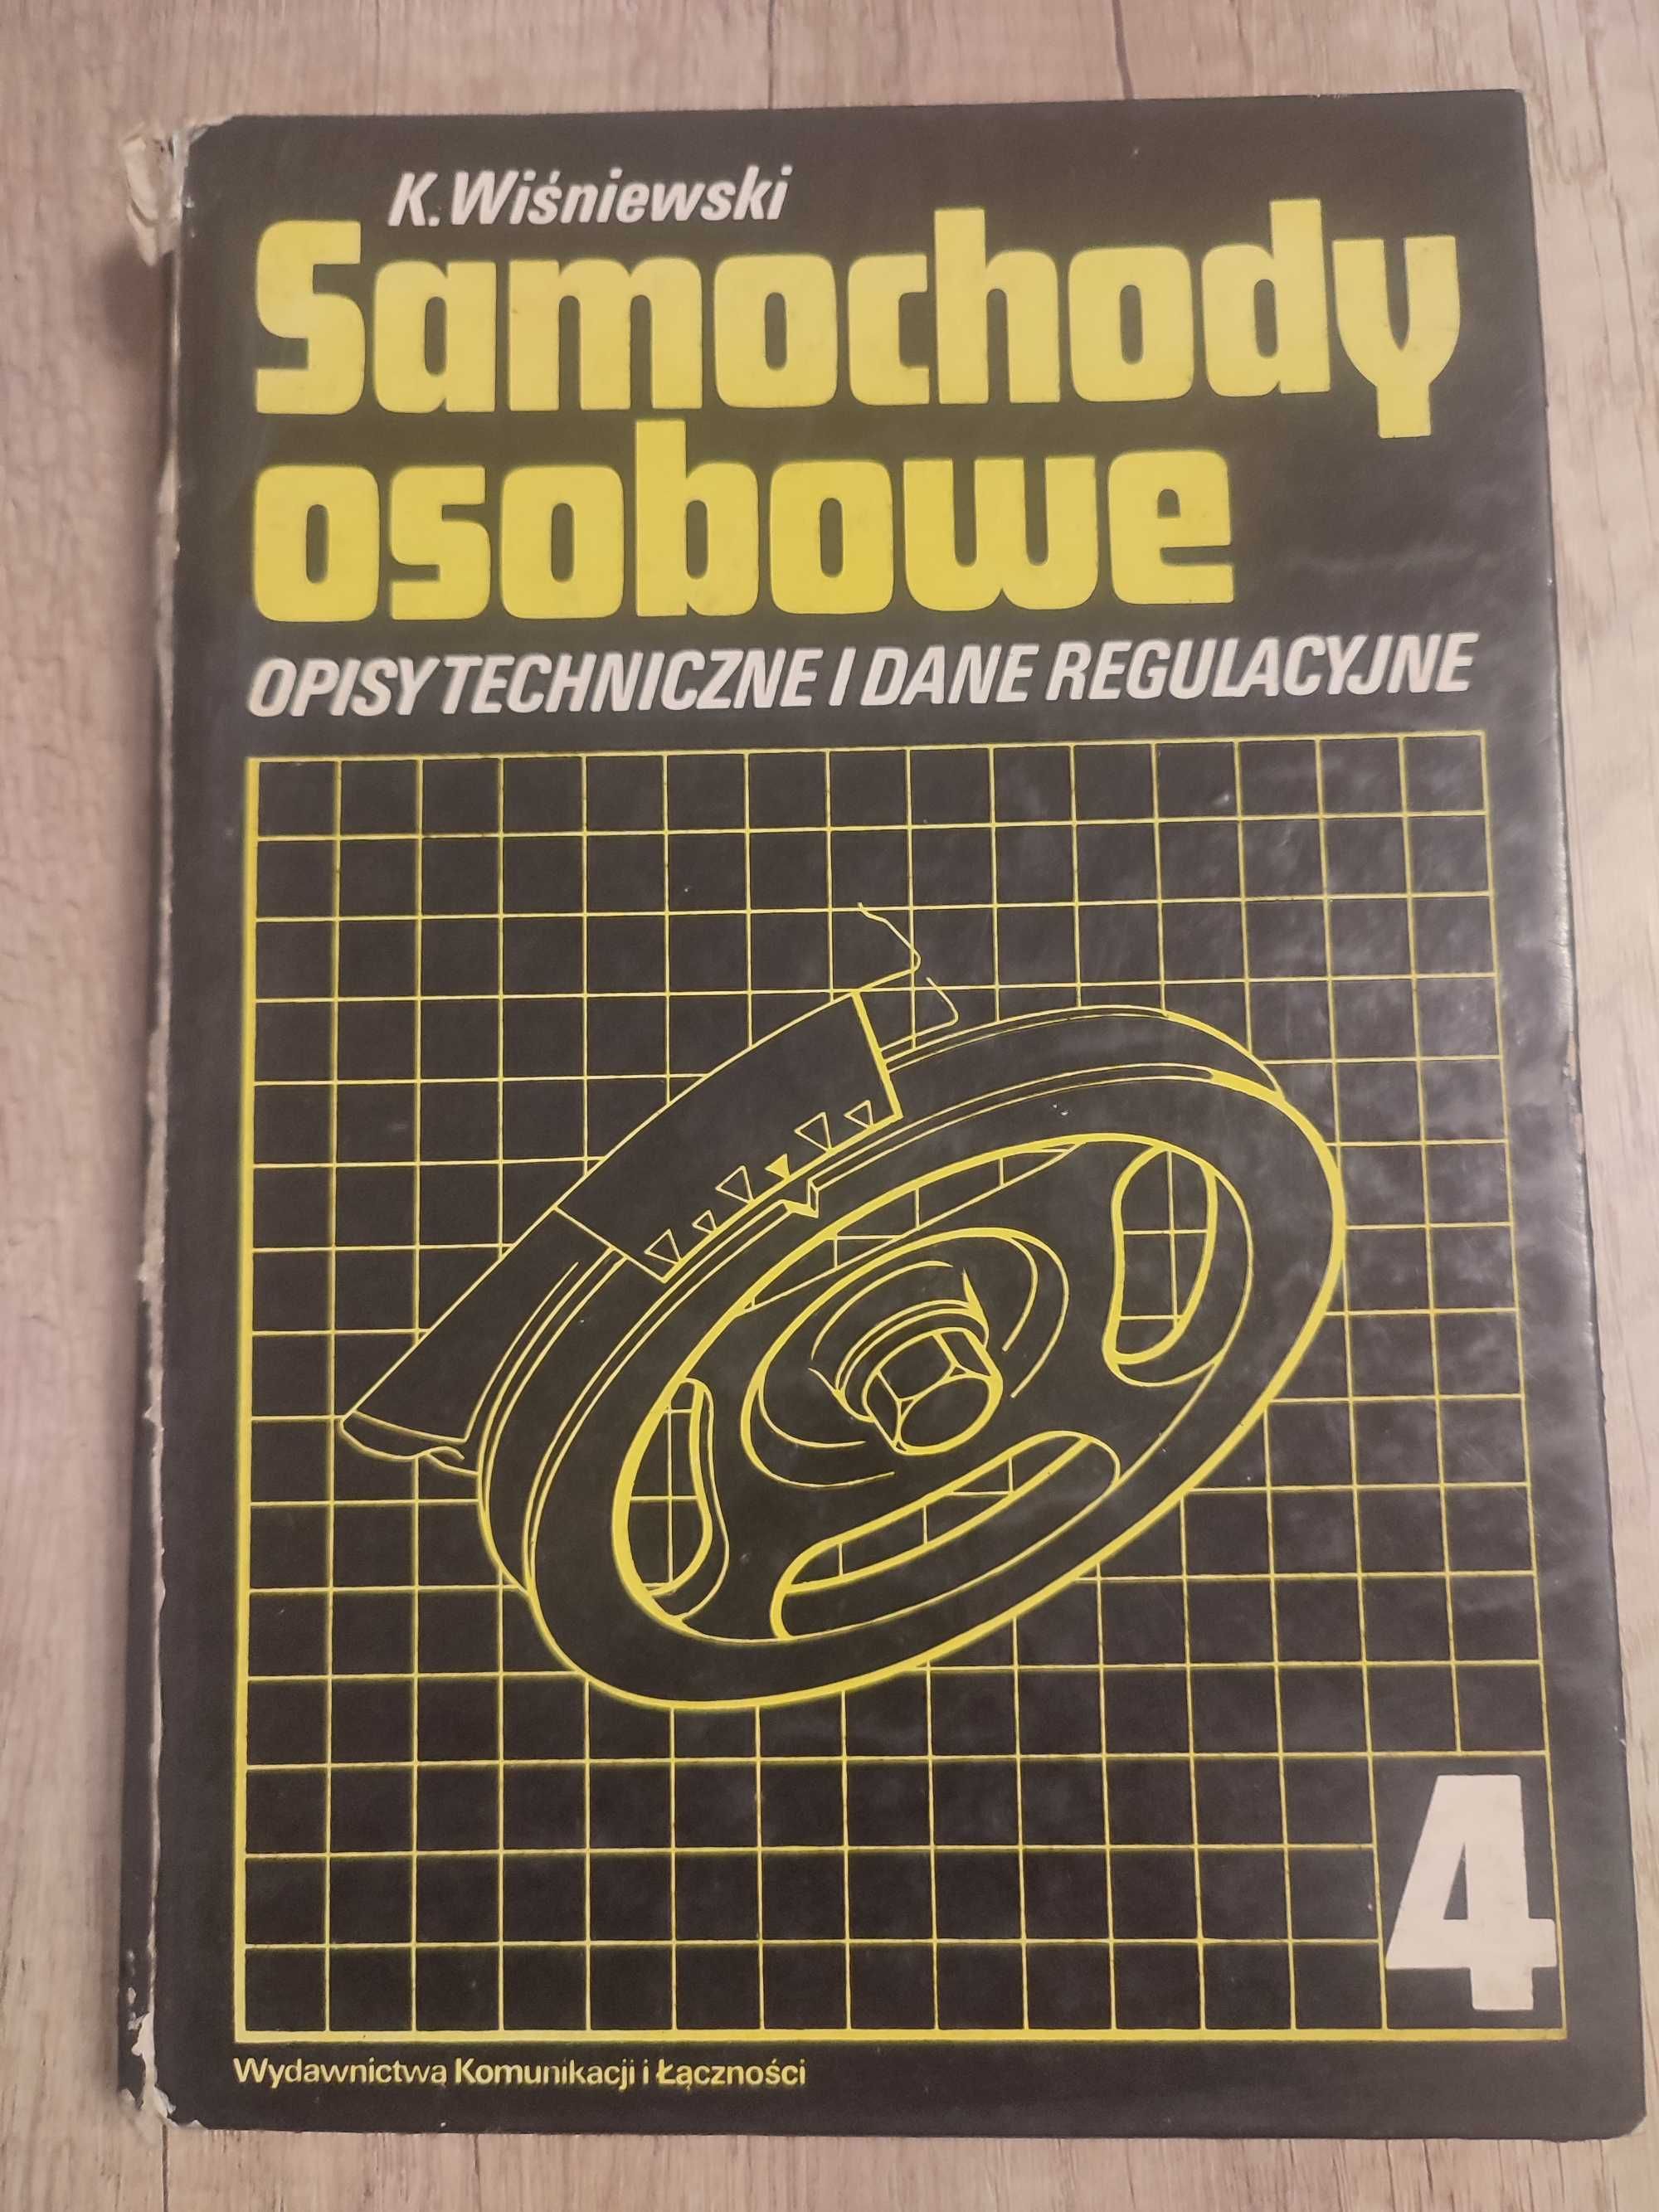 K. Wiśniewski
Samochody
osobowe
OPISY TECHNICZNE I DANE REGULACYJNE
4
Wydawnictwa Komunikacji i Łączności